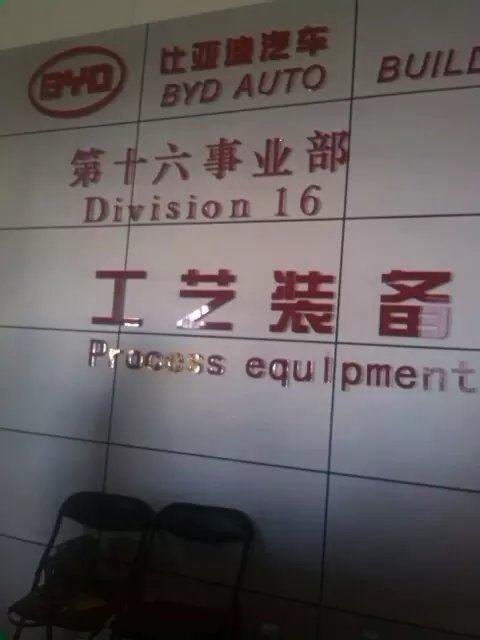 BYD 比亚迪汽车
BYD AUTO BUILD
第十六事业部
Division 16
工艺装备
Process equipment